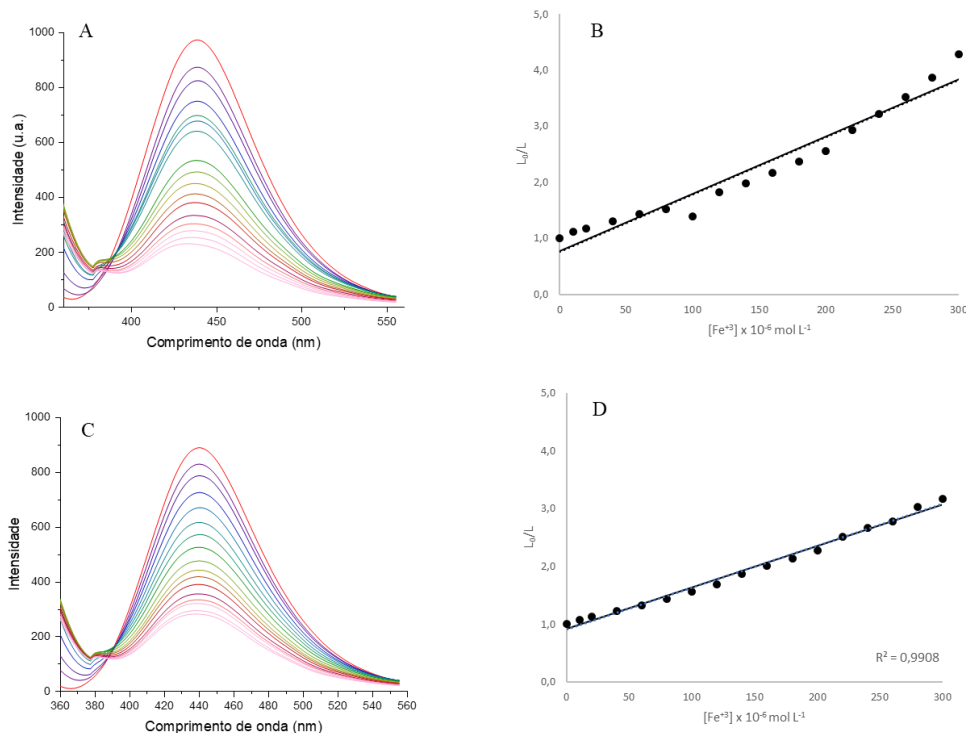 A
1000
800
600
400
200
0
Intensidade (u.a.)
400 450 500 550
Comprimento de onda (nm)
B
5,0
4,0
3,0
2,0
1,0
0,0
L₀/L
0 50 100 150 200 250 300
[Fe⁺³] x 10⁻⁶ mol L⁻¹
C
1000
800
600
400
200
0
Intensidade
360 380 400 420 440 460 480 500 520 540 560
Comprimento de onda (nm)
D
5,0
4,0
3,0
2,0
1,0
0,0
L₀/L
R² = 0,9908
0 50 100 150 200 250 300
[Fe⁺³] x 10⁻⁶ mol L⁻¹